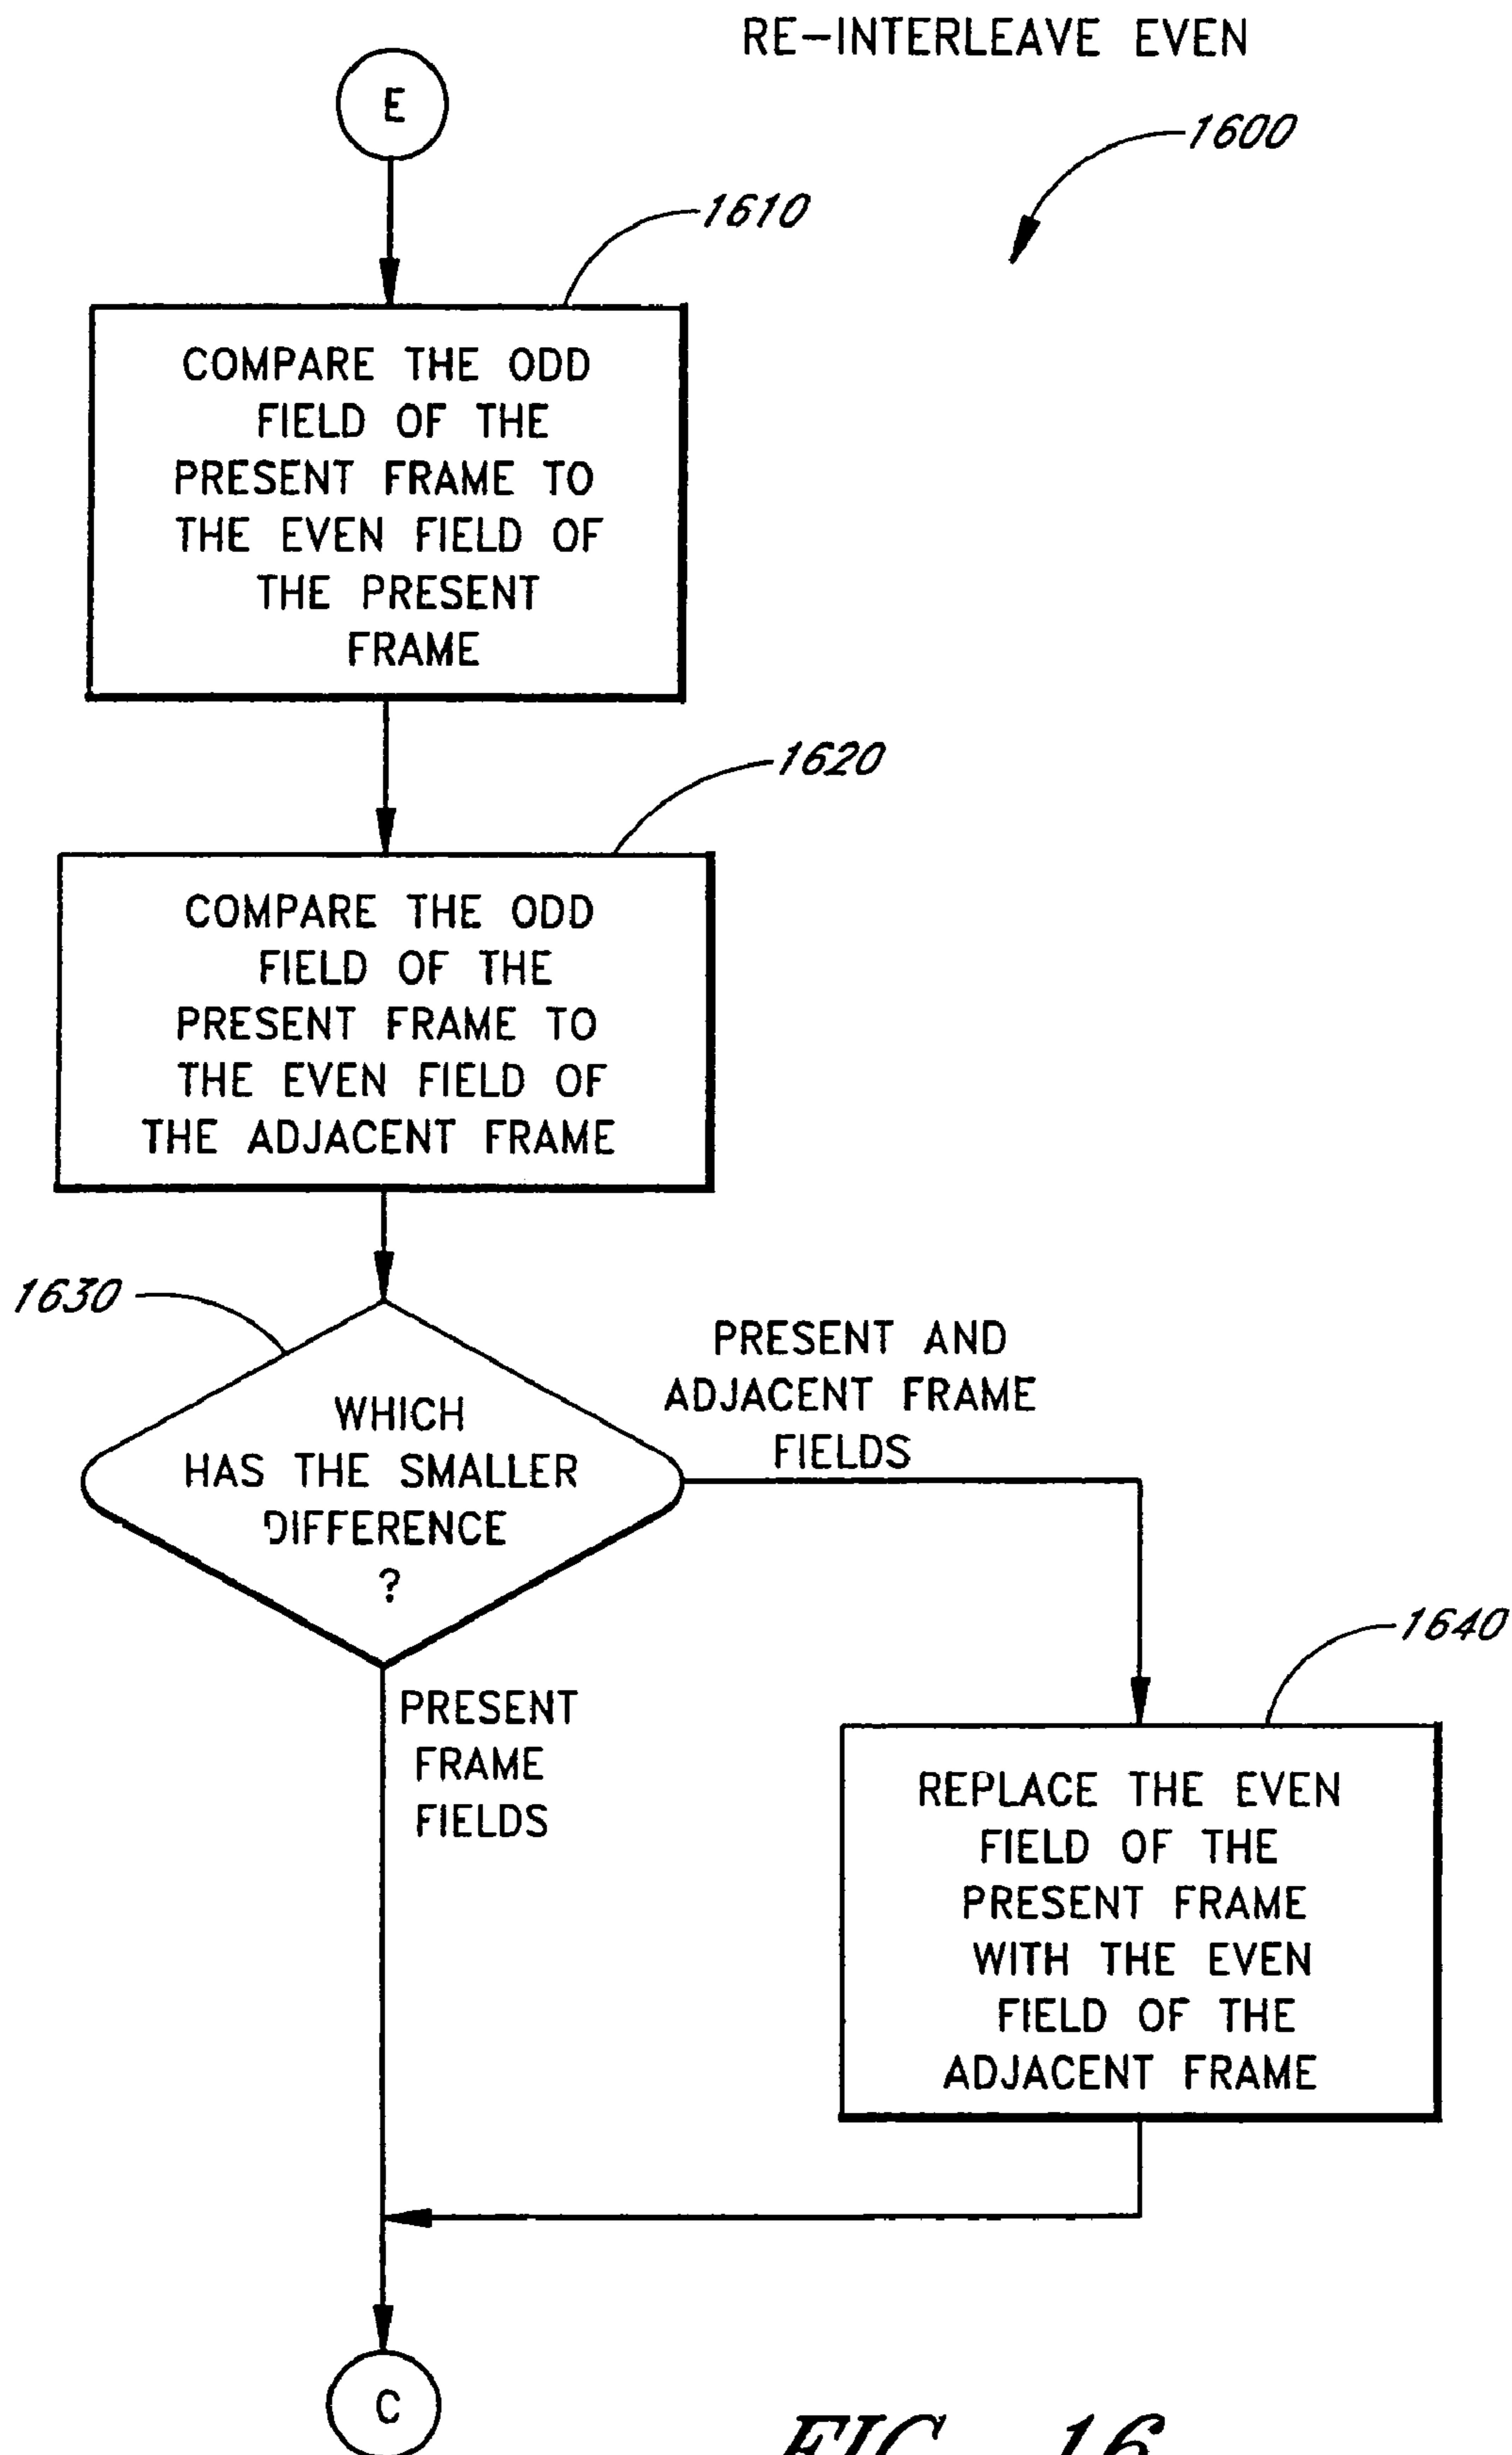 RE-INTERLEAVE EVEN
E
1600
1610
COMPARE THE ODD
FIELD OF THE
PRESENT FRAME TO
THE EVEN FIELD OF
THE PRESENT
FRAME
1620
COMPARE THE ODD
FIELD OF THE
PRESENT FRAME TO
THE EVEN FIELD OF
THE ADJACENT FRAME
1630
WHICH
HAS THE SMALLER
DIFFERENCE
?
PRESENT AND
ADJACENT FRAME
FIELDS
PRESENT
FRAME
FIELDS
1640
REPLACE THE EVEN
FIELD OF THE
PRESENT FRAME
WITH THE EVEN
FIELD OF THE
ADJACENT FRAME
C
FIG. 16